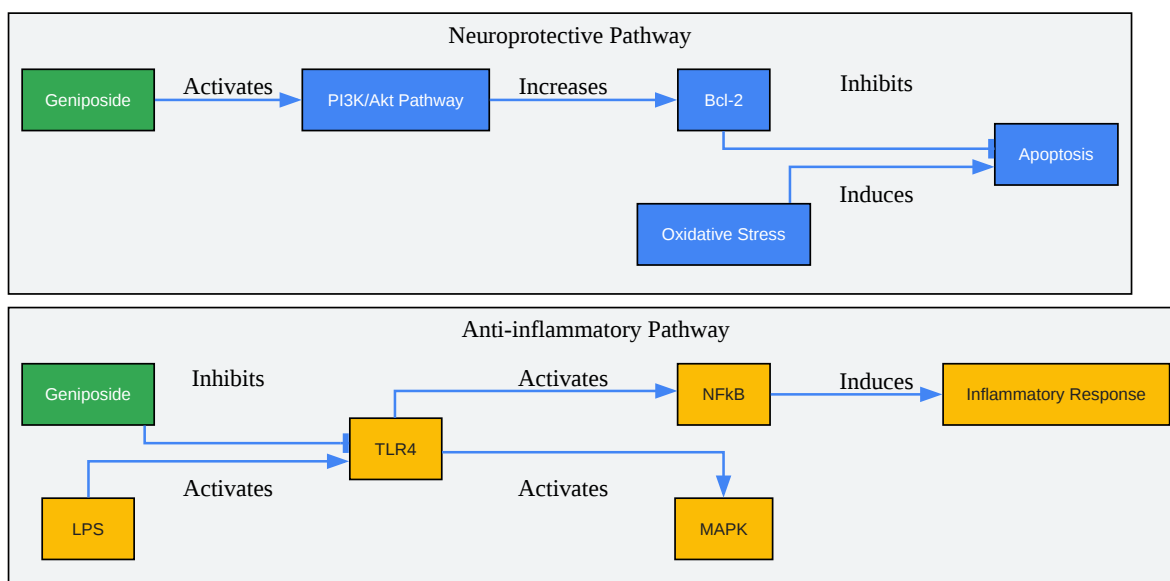 Neuroprotective Pathway
Geniposide
Activates
PI3K/Akt Pathway
Increases
Bcl-2
Inhibits
Apoptosis
Induces
Oxidative Stress
Anti-inflammatory Pathway
Geniposide
Inhibits
TLR4
Activates
NFkB
Induces
Inflammatory Response
LPS
Activates
Activates
MAPK